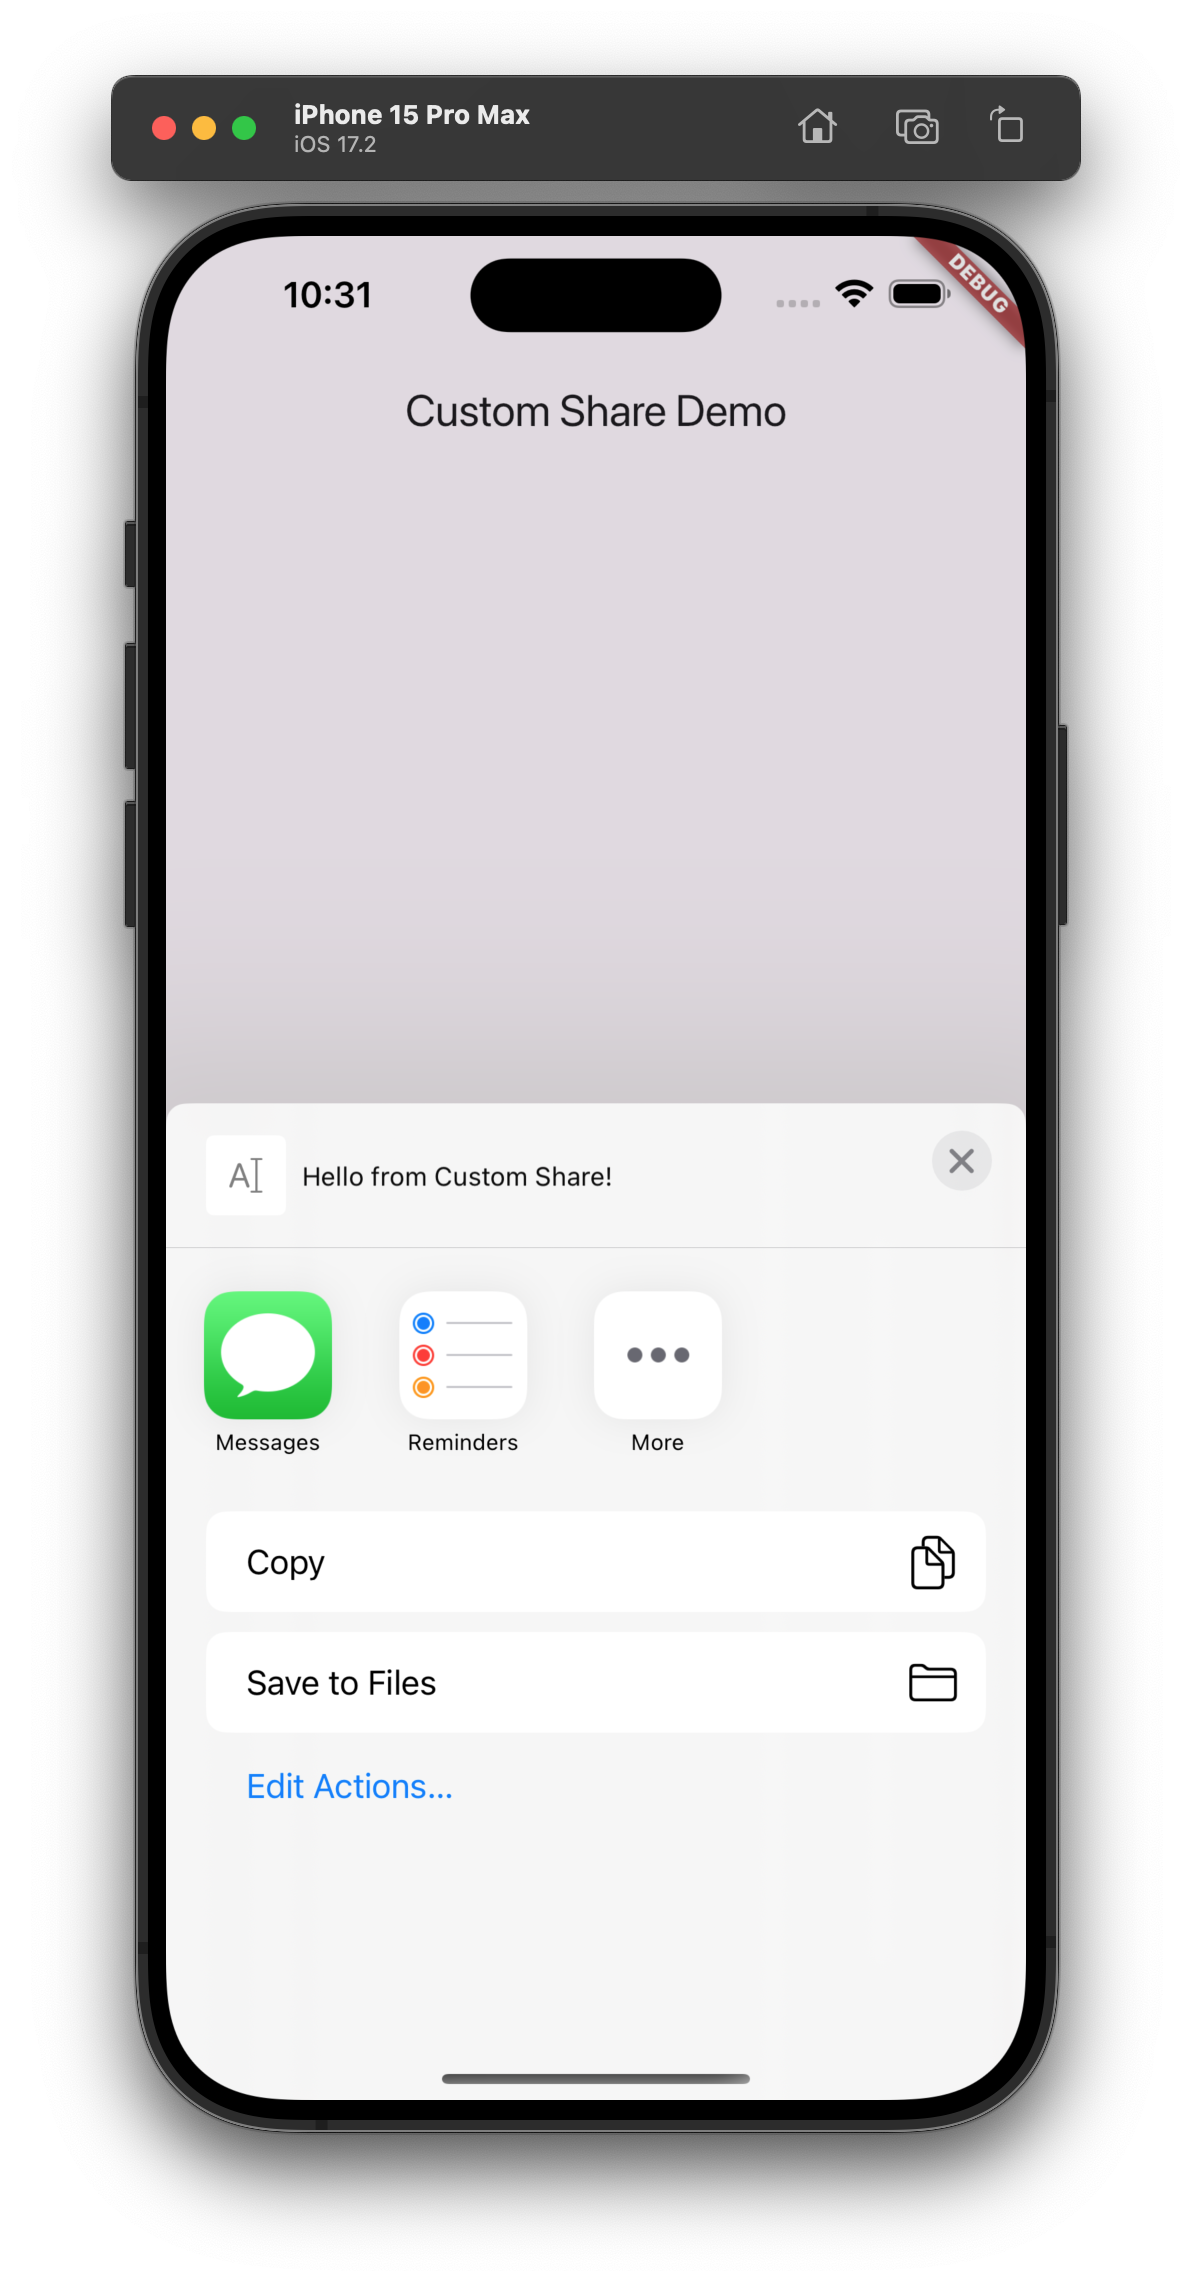 iPhone 15 Pro Max
iOS 17.2
10:31
DEBUG
Custom Share Demo
A
Hello from Custom Share!
Messages
Reminders
More
Copy
Save to Files
Edit Actions...